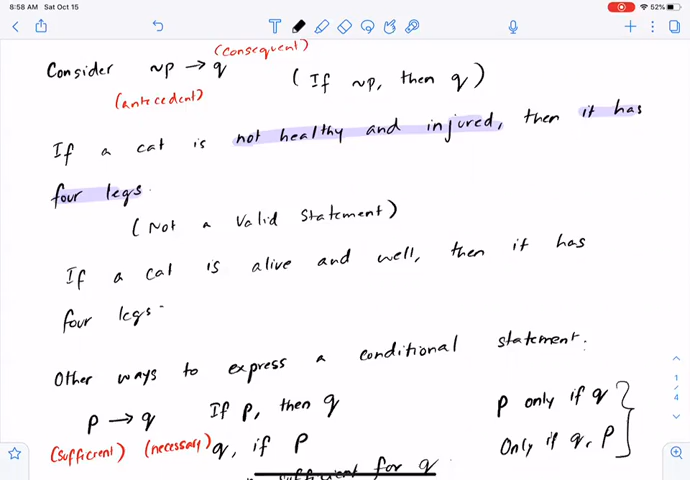 8:58 AM Sat Oct 15
52%
(consequent)
Consider ~p → q (If ~p, then q)
(antecedent)
If a cat is not healthy and injured, then it has
four legs.
(Not a Valid Statement)
If a cat is alive and well, then it has
four legs.
Other ways to express a conditional statement:
P → q If P, then q P only if q
(sufficient) (necessary) q, if P Only if q, P
sufficient for q
1/4